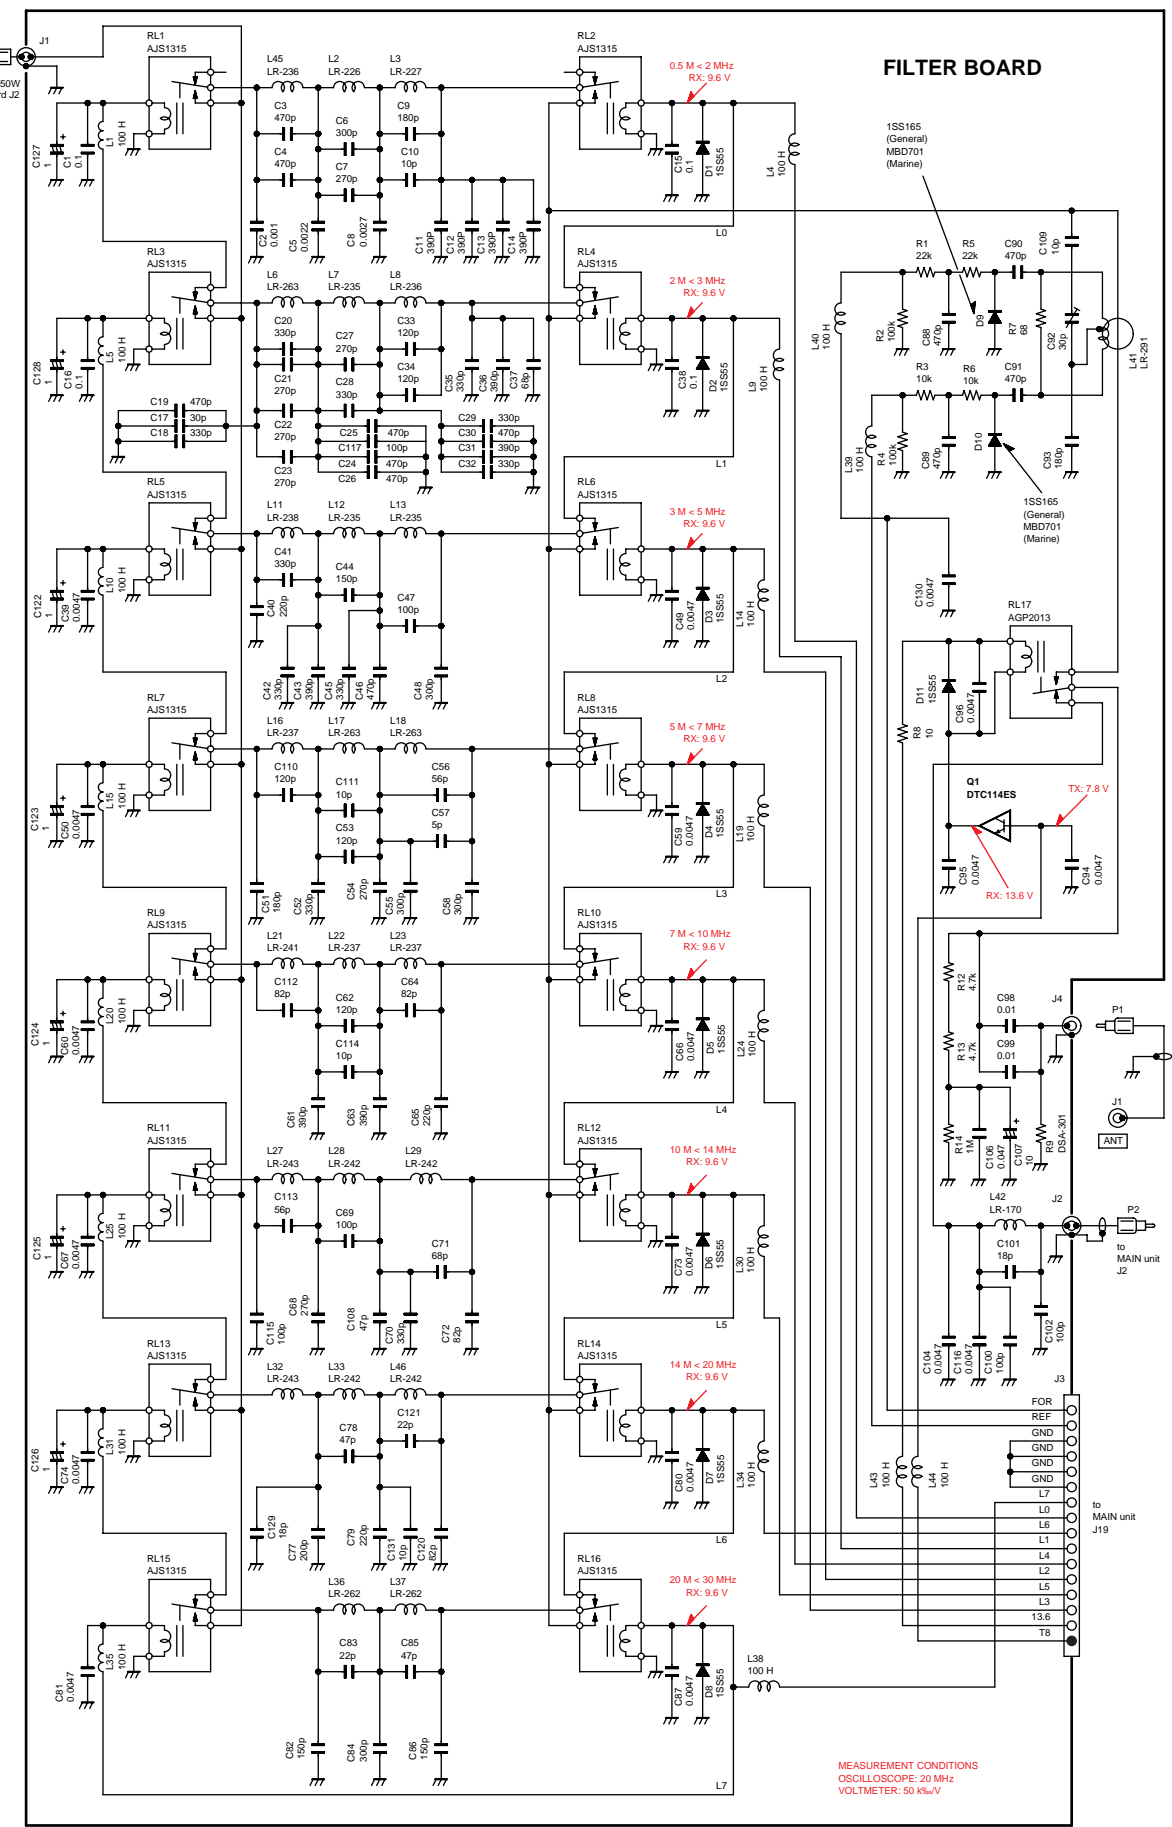 FILTER BOARD
J1
50W
rd J2
RL1
AJS1315
L45
LR-236
L2
LR-226
L3
LR-227
RL2
AJS1315
0.5 M < 2 MHz
RX: 9.6 V
C127
1
C1
0.1
L1
100 H
C3
470p
C4
470p
C6
300p
C7
270p
C9
180p
C10
10p
C2
0.001
C5
0.0022
C8
0.0027
C11
390P
C12
390P
C13
390P
C14
390P
C15
0.1
D1
1SS55
L4
100 H
L0
1SS165
(General)
MBD701
(Marine)
RL3
AJS1315
L6
LR-263
L7
LR-235
L8
LR-236
RL4
AJS1315
2 M < 3 MHz
RX: 9.6 V
C128
1
C16
0.1
L5
100 H
C20
330p
C21
270p
C22
270p
C23
270p
C27
270p
C28
330p
C33
120p
C34
120p
C35
330p
C36
390p
C37
68p
C19
470p
C17
30p
C18
330p
C25
470p
C117
100p
C24
470p
C26
470p
C29
330p
C30
470p
C31
390p
C32
330p
C38
0.1
D2
1SS55
L9
100 H
L1
R1
22k
R5
22k
C90
470p
C109
10p
L40
100 H
R2
100k
C88
470p
D9
R7
68
C92
30p
L41
LR-291
R3
10k
R6
10k
C91
470p
L39
100 H
R4
100k
C89
470p
D10
C93
180p
1SS165
(General)
MBD701
(Marine)
RL5
AJS1315
L11
LR-238
L12
LR-235
L13
LR-235
RL6
AJS1315
3 M < 5 MHz
RX: 9.6 V
C122
1
C39
0.0047
L10
100 H
C41
330p
C40
220p
C44
150p
C47
100p
C42
330p
C43
390p
C45
330p
C46
470p
C48
300p
C49
0.0047
D3
1SS55
L14
100 H
L2
C130
0.0047
RL17
AGP2013
D11
1SS55
C96
0.0047
R8
10
RL7
AJS1315
L16
LR-237
L17
LR-263
L18
LR-263
RL8
AJS1315
5 M < 7 MHz
RX: 9.6 V
C123
1
C50
0.0047
L15
100 H
C110
120p
C111
10p
C53
120p
C56
56p
C57
5p
C51
180p
C52
330p
C54
270p
C55
300p
C58
300p
C59
0.0047
D4
1SS55
L19
100 H
L3
Q1
DTC114ES
TX: 7.8 V
C95
0.0047
RX: 13.6 V
C94
0.0047
RL9
AJS1315
L21
LR-241
L22
LR-237
L23
LR-237
RL10
AJS1315
7 M < 10 MHz
RX: 9.6 V
C124
1
C60
0.0047
L20
100 H
C112
82p
C62
120p
C114
10p
C64
82p
C61
390p
C63
390p
C65
220p
C66
0.0047
D5
1SS55
L24
100 H
L4
R12
4.7k
R13
4.7k
C98
0.01
C99
0.01
J4
P1
J1
ANT
R14
1M
C106
0.047
C107
10
R9
DSA-301
RL11
AJS1315
L27
LR-243
L28
LR-242
L29
LR-242
RL12
AJS1315
10 M < 14 MHz
RX: 9.6 V
C125
1
C67
0.0047
L25
100 H
C113
56p
C69
100p
C71
68p
C115
100p
C68
270p
C108
47p
C70
330p
C72
82p
C73
0.0047
D6
1SS55
L30
100 H
L5
L42
LR-170
C101
18p
J2
P2
to
MAIN unit
J2
C104
0.0047
C116
0.0047
C100
100p
C102
100p
RL13
AJS1315
L32
LR-243
L33
LR-242
L46
LR-242
RL14
AJS1315
14 M < 20 MHz
RX: 9.6 V
C126
1
C74
0.0047
L31
100 H
C78
47p
C121
22p
C129
18p
C77
200p
C79
220p
C131
10p
C120
82p
C80
0.0047
D7
1SS55
L34
100 H
L6
L43
100 H
L44
100 H
J3
FOR
REF
GND
GND
GND
GND
L7
L0
L6
L1
L4
L2
L5
L3
13.6
T8
to
MAIN unit
J19
RL15
AJS1315
L36
LR-262
L37
LR-262
RL16
AJS1315
20 M < 30 MHz
RX: 9.6 V
C81
0.0047
L35
100 H
C83
22p
C85
47p
C82
150p
C84
300p
C86
150p
C87
0.0047
D8
1SS55
L38
100 H
L7
MEASUREMENT CONDITIONS
OSCILLOSCOPE: 20 MHz
VOLTMETER: 50 k‰/V